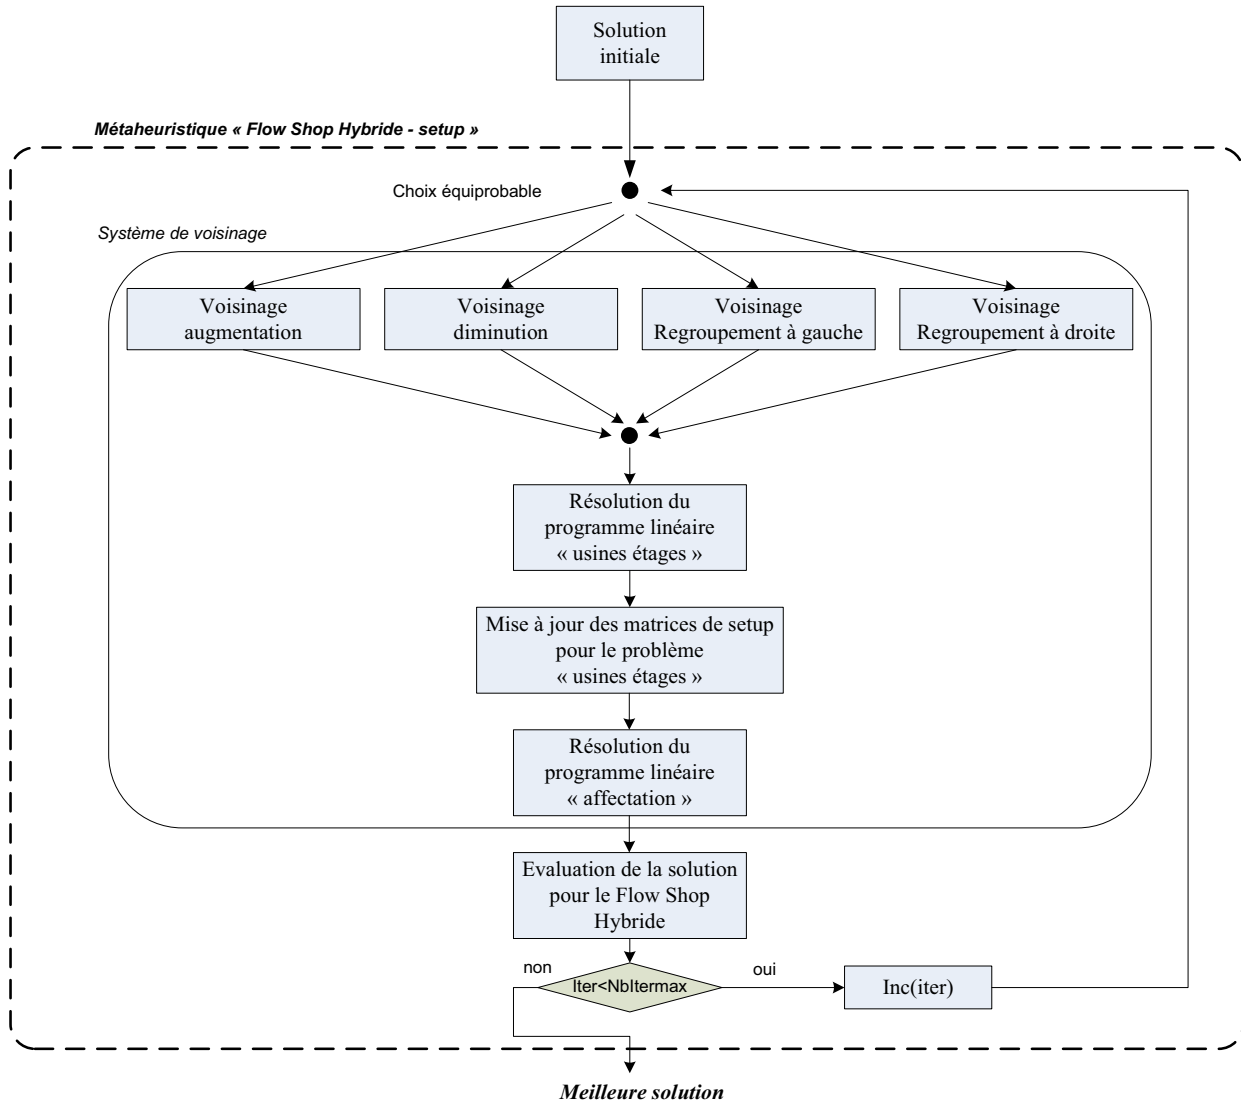 Solution
initiale
Métaheuristique « Flow Shop Hybride - setup »
Choix équiprobable
Système de voisinage
Voisinage
augmentation
Voisinage
diminution
Voisinage
Regroupement à gauche
Voisinage
Regroupement à droite
Résolution du
programme linéaire
« usines étages »
Mise à jour des matrices de setup
pour le problème
« usines étages »
Résolution du
programme linéaire
« affectation »
Evaluation de la solution
pour le Flow Shop
Hybride
non
Iter<NbItermax
oui
Inc(iter)
Meilleure solution